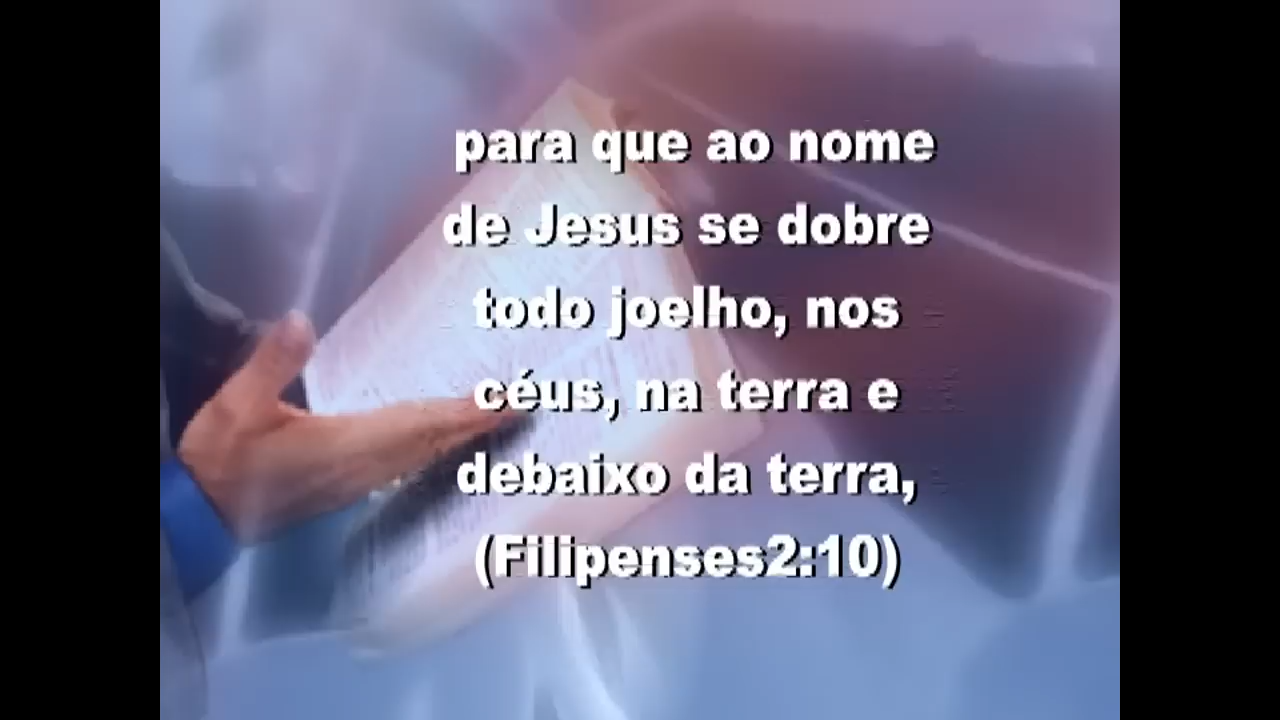 para que ao nome
de Jesus se dobre
todo joelho, nos
céus, na terra e
debaixo da terra,
(Filipenses2:10)